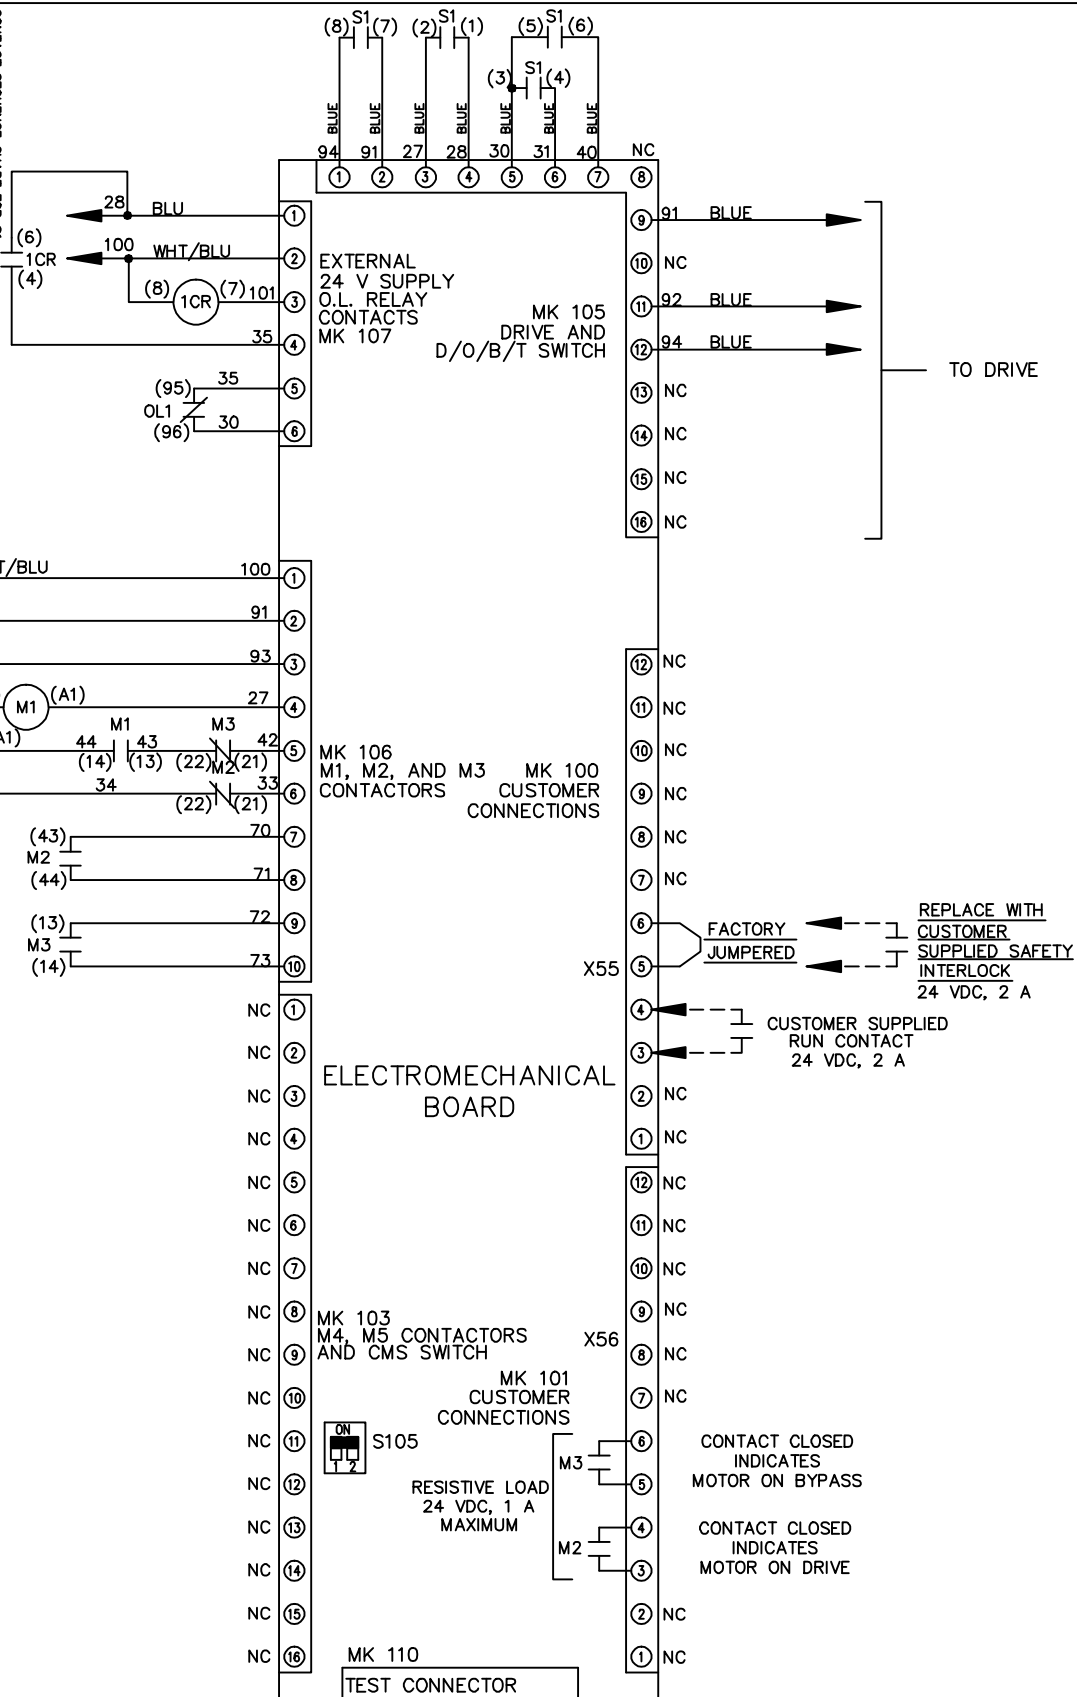 S1
(8) (7)
S1
(2) (1)
S1
(5) (6)
S1
(3) (4)
BLUE BLUE BLUE BLUE BLUE BLUE BLUE
94 91 27 28 30 31 40 NC
1 2 3 4 5 6 7 8
28 BLU 1
100 WHT/BLU 2
(6)
1CR
(4)
(8) 1CR (7) 101 3
35 4
(95) 35 5
OL1
(96) 30 6
EXTERNAL
24 V SUPPLY
O.L. RELAY
CONTACTS
MK 107
MK 105
DRIVE AND
D/O/B/T SWITCH
9 91 BLUE
10 NC
11 92 BLUE
12 94 BLUE
13 NC
14 NC
15 NC
16 NC
TO DRIVE
T/BLU 100 1
91 2
93 3
M1 (A1) 27 4
A1)
M1 M3
44 43 42 5
(14) (13) (22) (21)
M2
34 33 6
(22) (21)
(43) 70 7
M2
(44) 71 8
(13) 72 9
M3
(14) 73 10
MK 106
M1, M2, AND M3
CONTACTORS
MK 100
CUSTOMER
CONNECTIONS
12 NC
11 NC
10 NC
9 NC
8 NC
7 NC
6
X55 5
FACTORY
JUMPERED
REPLACE WITH
CUSTOMER
SUPPLIED SAFETY
INTERLOCK
24 VDC, 2 A
4
3
CUSTOMER SUPPLIED
RUN CONTACT
24 VDC, 2 A
2 NC
1 NC
ELECTROMECHANICAL
BOARD
NC 1
NC 2
NC 3
NC 4
NC 5
NC 6
NC 7
NC 8
NC 9
NC 10
NC 11
NC 12
NC 13
NC 14
NC 15
NC 16
MK 103
M4, M5 CONTACTORS
AND CMS SWITCH
ON
1 2
S105
12 NC
11 NC
10 NC
9 NC
X56
8 NC
7 NC
MK 101
CUSTOMER
CONNECTIONS
6
M3
5
4
M2
3
2 NC
1 NC
RESISTIVE LOAD
24 VDC, 1 A
MAXIMUM
CONTACT CLOSED
INDICATES
MOTOR ON BYPASS
CONTACT CLOSED
INDICATES
MOTOR ON DRIVE
MK 110
TEST CONNECTOR